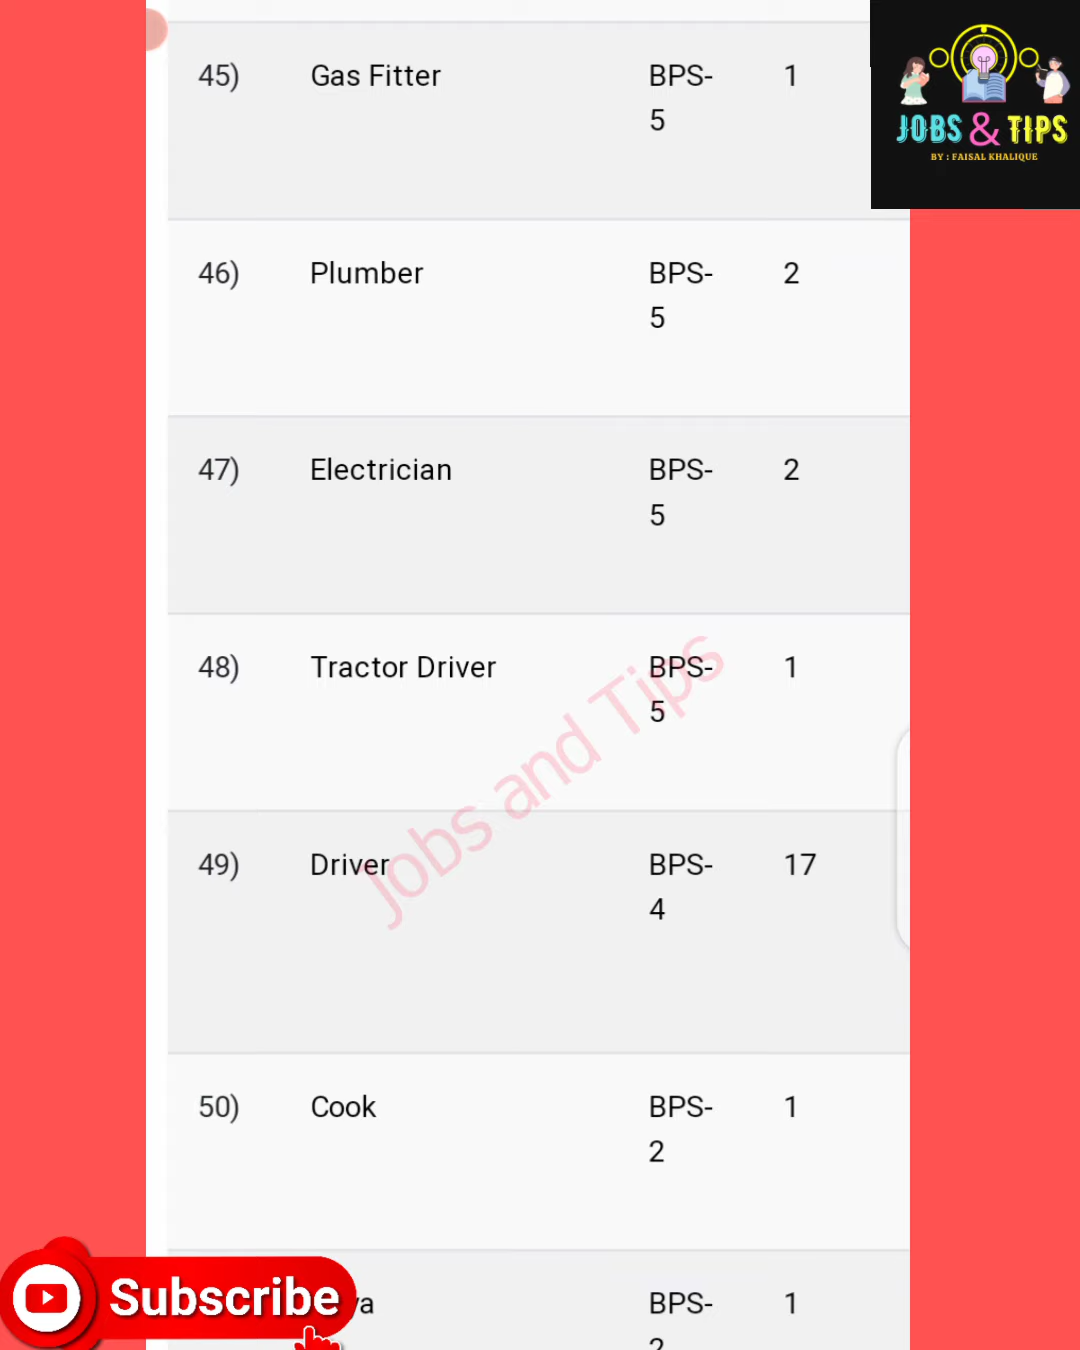 45) Gas Fitter BPS- 1
5
JOBS & TIPS
BY : FAISAL KHALIQUE
46) Plumber BPS- 2
5
47) Electrician BPS- 2
5
48) Tractor Driver BPS- 1
5
Jobs and Tips
49) Driver BPS- 17
4
50) Cook BPS- 1
2
Subscribe
BPS- 1